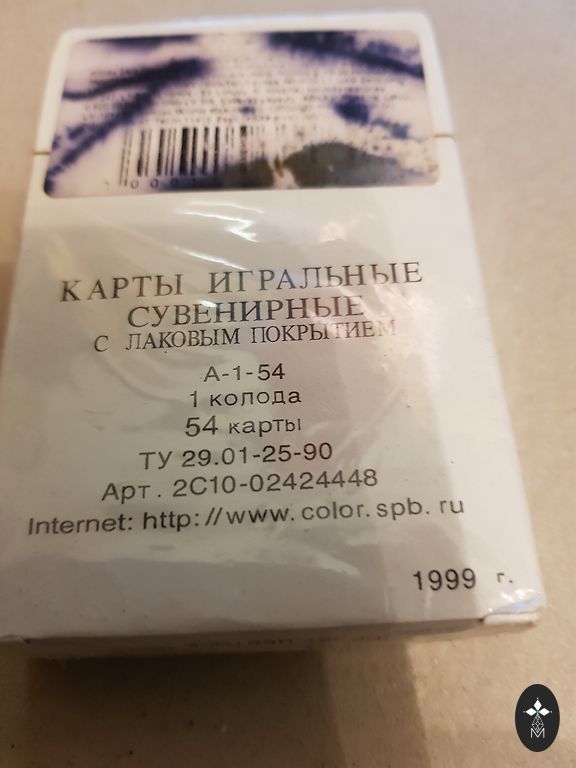 КАРТЫ ИГРАЛЬНЫЕ
СУВЕНИРНЫЕ
С ЛАКОВЫМ ПОКРЫТИЕМ
А-1-54
1 колода
54 карты
ТУ 29.01-25-90
Арт. 2С10-02424448
Internet: http://www.color.spb.ru
1999 г.